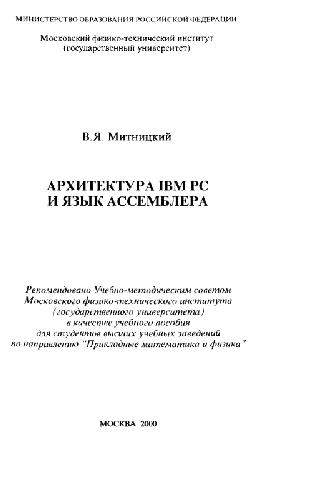 МИНИСТЕРСТВО ОБРАЗОВАНИЯ РОССИЙСКОЙ ФЕДЕРАЦИИ
Московский физико-технический институт
(государственный университет)
В.Я. Митницкий
АРХИТЕКТУРА IBM PC
И ЯЗЫК АССЕМБЛЕРА
Рекомендовано Учебно-методическим советом
Московского физико-технического института
(государственного университета)
в качестве учебного пособия
для студентов высших учебных заведений
по направлению "Прикладные математика и физика"
МОСКВА 2000